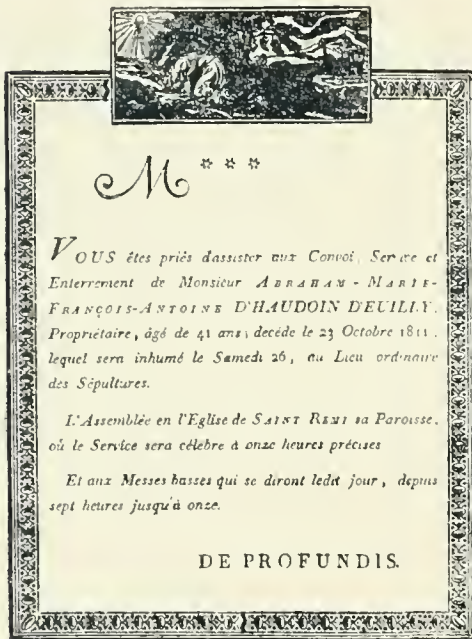 M ***
VOUS êtes priés d'assister aux Convoi, Service et
Enterrement de Monsieur ABRAHAM-MARIE-
FRANÇOIS-ANTOINE D'HAUDOIN D'EUILLY,
Propriétaire, âgé de 41 ans, décédé le 23 Octobre 1811,
lequel sera inhumé le Samedi 26, au Lieu ordinaire
des Sépultures.
L'Assemblée en l'Eglise de SAINT REMI sa Paroisse,
où le Service sera célébre à onze heures précises
Et aux Messes basses qui se diront ledit jour, depuis
sept heures jusqu'à onze.
DE PROFUNDIS.